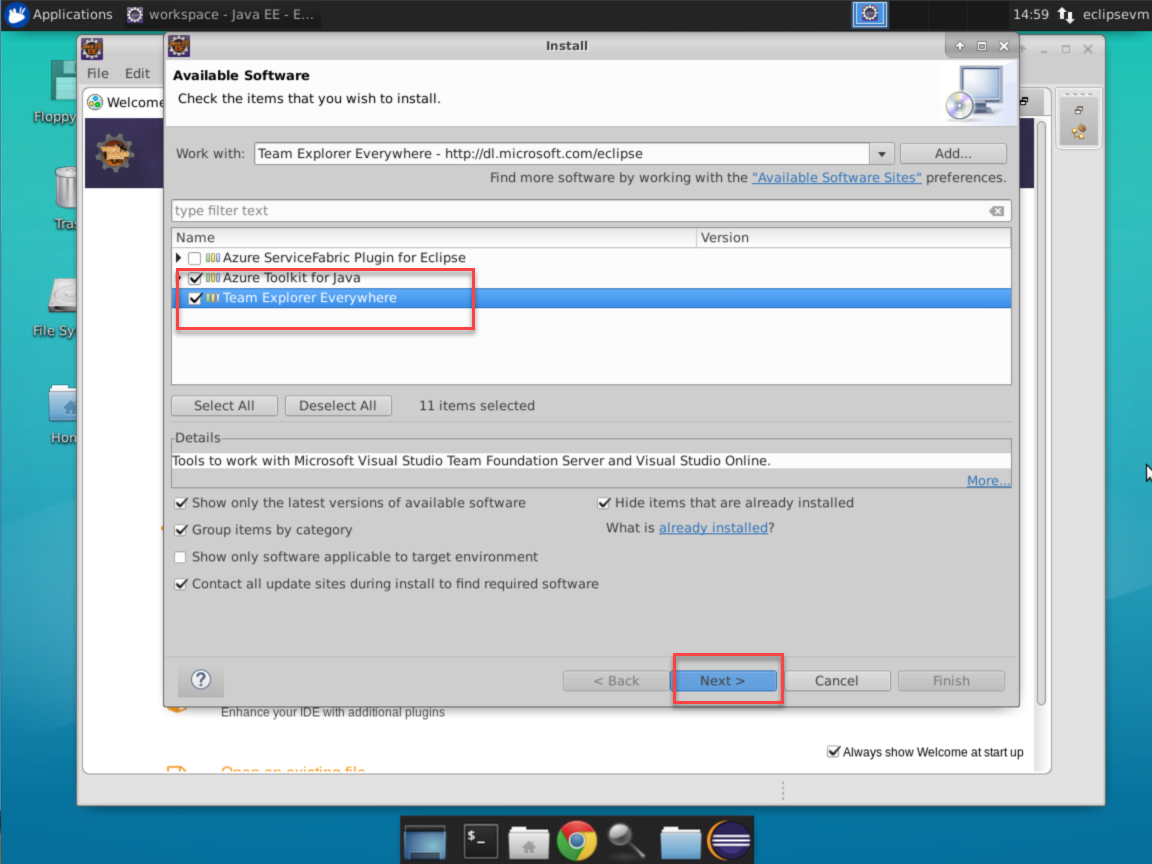 Applications
workspace - Java EE - E...
14:59
eclipsevm
Install
File Edit
Available Software
Check the items that you wish to install.
Welcome
Floppy
Work with:
Team Explorer Everywhere - http://dl.microsoft.com/eclipse
Add...
Find more software by working with the "Available Software Sites" preferences.
type filter text
Name
Version
Azure ServiceFabric Plugin for Eclipse
Azure Toolkit for Java
Team Explorer Everywhere
Tra
File Sy
Hon
Select All
Deselect All
11 items selected
Details
Tools to work with Microsoft Visual Studio Team Foundation Server and Visual Studio Online.
More...
Show only the latest versions of available software
Hide items that are already installed
Group items by category
What is already installed?
Show only software applicable to target environment
Contact all update sites during install to find required software
?
< Back
Next >
Cancel
Finish
Enhance your IDE with additional plugins
Always show Welcome at start up
Open an existing file
$_